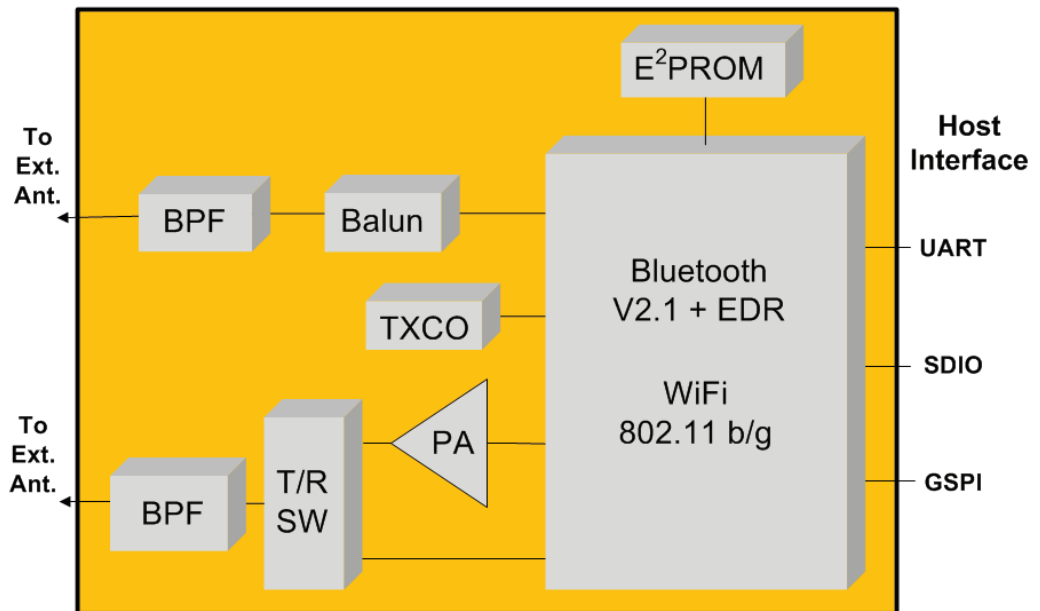 E²PROM
Host
Interface
To
Ext.
Ant.
BPF
Balun
UART
Bluetooth
V2.1 + EDR
TXCO
SDIO
WiFi
802.11 b/g
To
Ext.
Ant.
PA
T/R
SW
BPF
GSPI